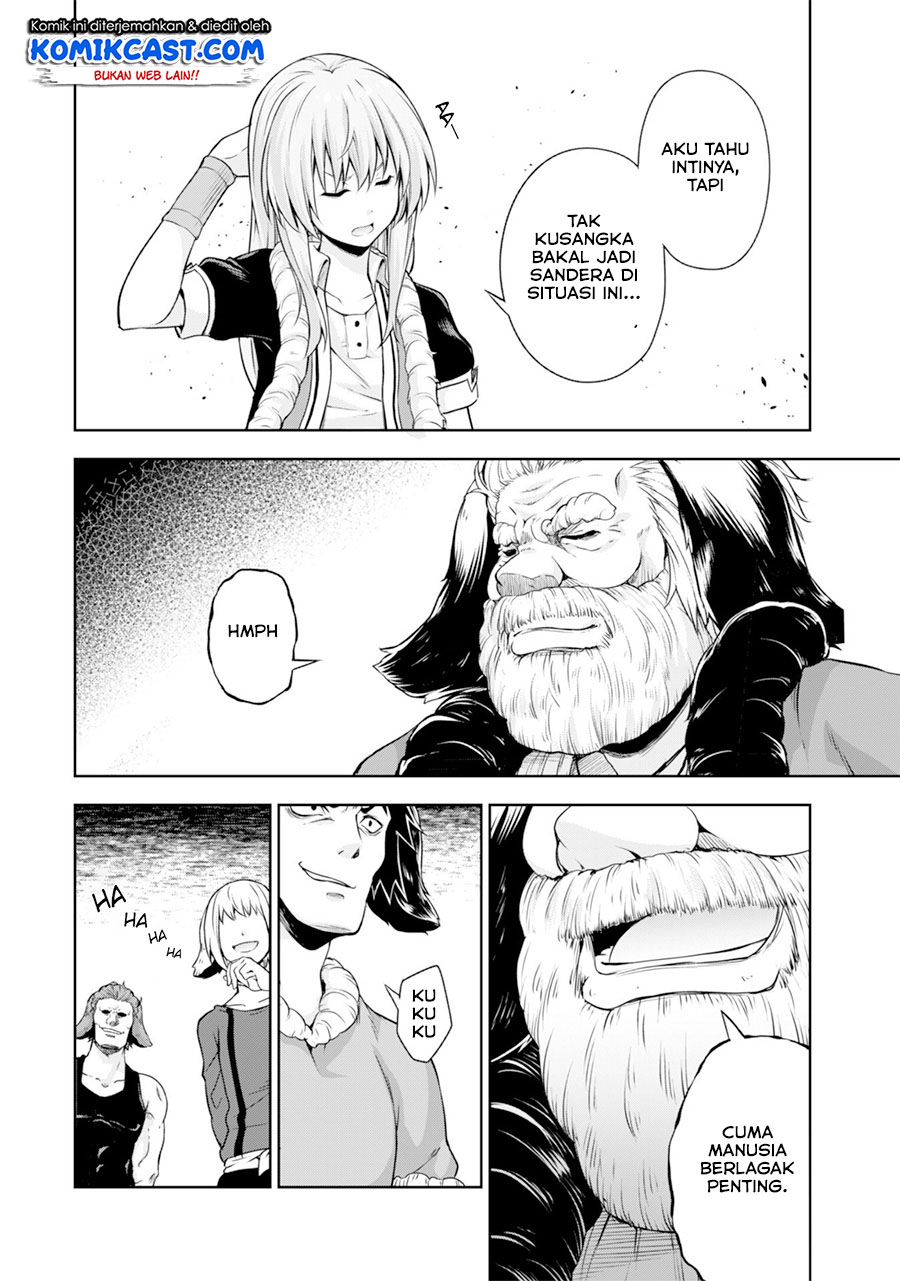 Komik ini diterjemahkan & diedit oleh
KOMIKCAST.COM
BUKAN WEB LAIN!!
AKU TAHU
INTINYA,
TAPI
TAK
KUSANGKA
BAKAL JADI
SANDERA DI
SITUASI INI...
HMPH
CUMA
MANUSIA
BERLAGAK
PENTING.
KU
KU
KU
HA
HA
HA
HA